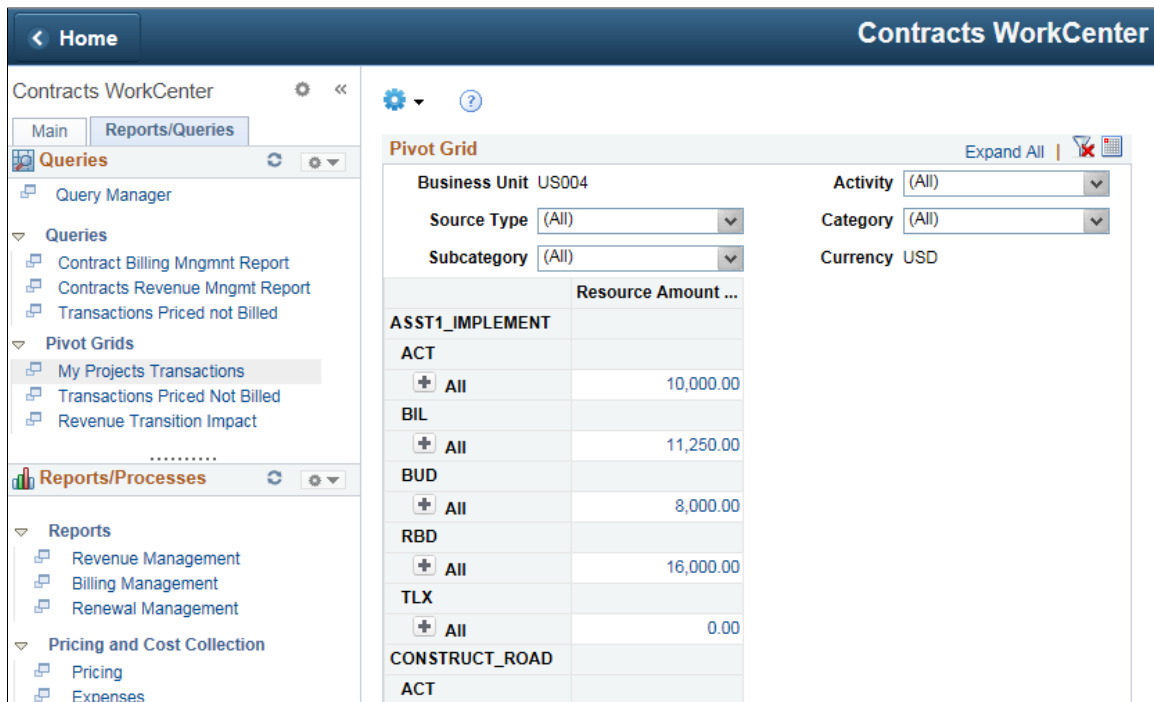 Home
Contracts WorkCenter
Contracts WorkCenter
Main
Reports/Queries
Queries
Query Manager
Queries
Contract Billing Mngmnt Report
Contracts Revenue Mngmt Report
Transactions Priced not Billed
Pivot Grids
My Projects Transactions
Transactions Priced Not Billed
Revenue Transition Impact
Reports/Processes
Reports
Revenue Management
Billing Management
Renewal Management
Pricing and Cost Collection
Pricing
Expenses
Pivot Grid
Expand All |
Business Unit US004
Activity (All)
Source Type (All)
Category (All)
Subcategory (All)
Currency USD
Resource Amount ...
ASST1_IMPLEMENT
ACT
All 10,000.00
BIL
All 11,250.00
BUD
All 8,000.00
RBD
All 16,000.00
TLX
All 0.00
CONSTRUCT_ROAD
ACT